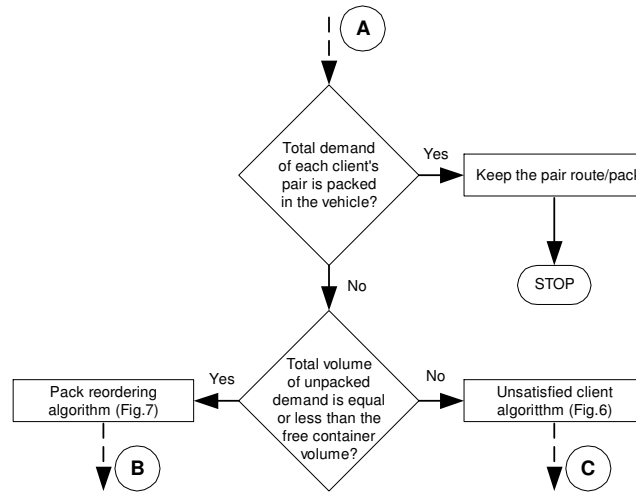 A
Total demand
of each client's
pair is packed
in the vehicle?
Yes
Keep the pair route/pack
STOP
No
Total volume
of unpacked
demand is equal
or less than the
free container
volume?
Yes
Pack reordering
algorithm (Fig.7)
No
Unsatisfied client
algoritthm (Fig.6)
B
C